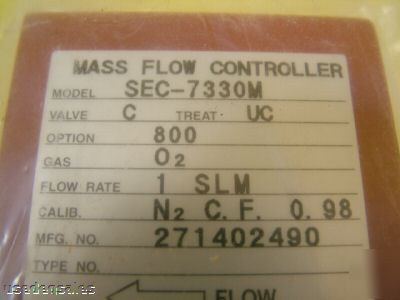 MASS FLOW CONTROLLER
MODEL SEC-7330M
VALVE C TREAT UC
OPTION 800
GAS O2
FLOW RATE 1 SLM
CALIB. N2 C.F. 0.98
MFG. NO. 271402490
TYPE NO.
FLOW